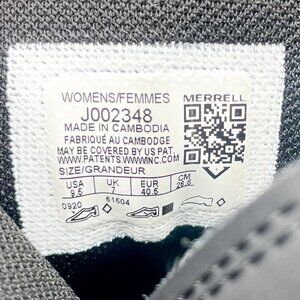 WOMENS/FEMMES
MERRELL
J002348
MADE IN CAMBODIA
FABRIQUÉ AU CAMBODGE
MAY BE COVERED BY US PAT.
WWW.PATENTS.WWWINC.COM
SIZE/GRANDEUR
USA UK EUR CM
9.5 7 40.5 26.5
0920 61604